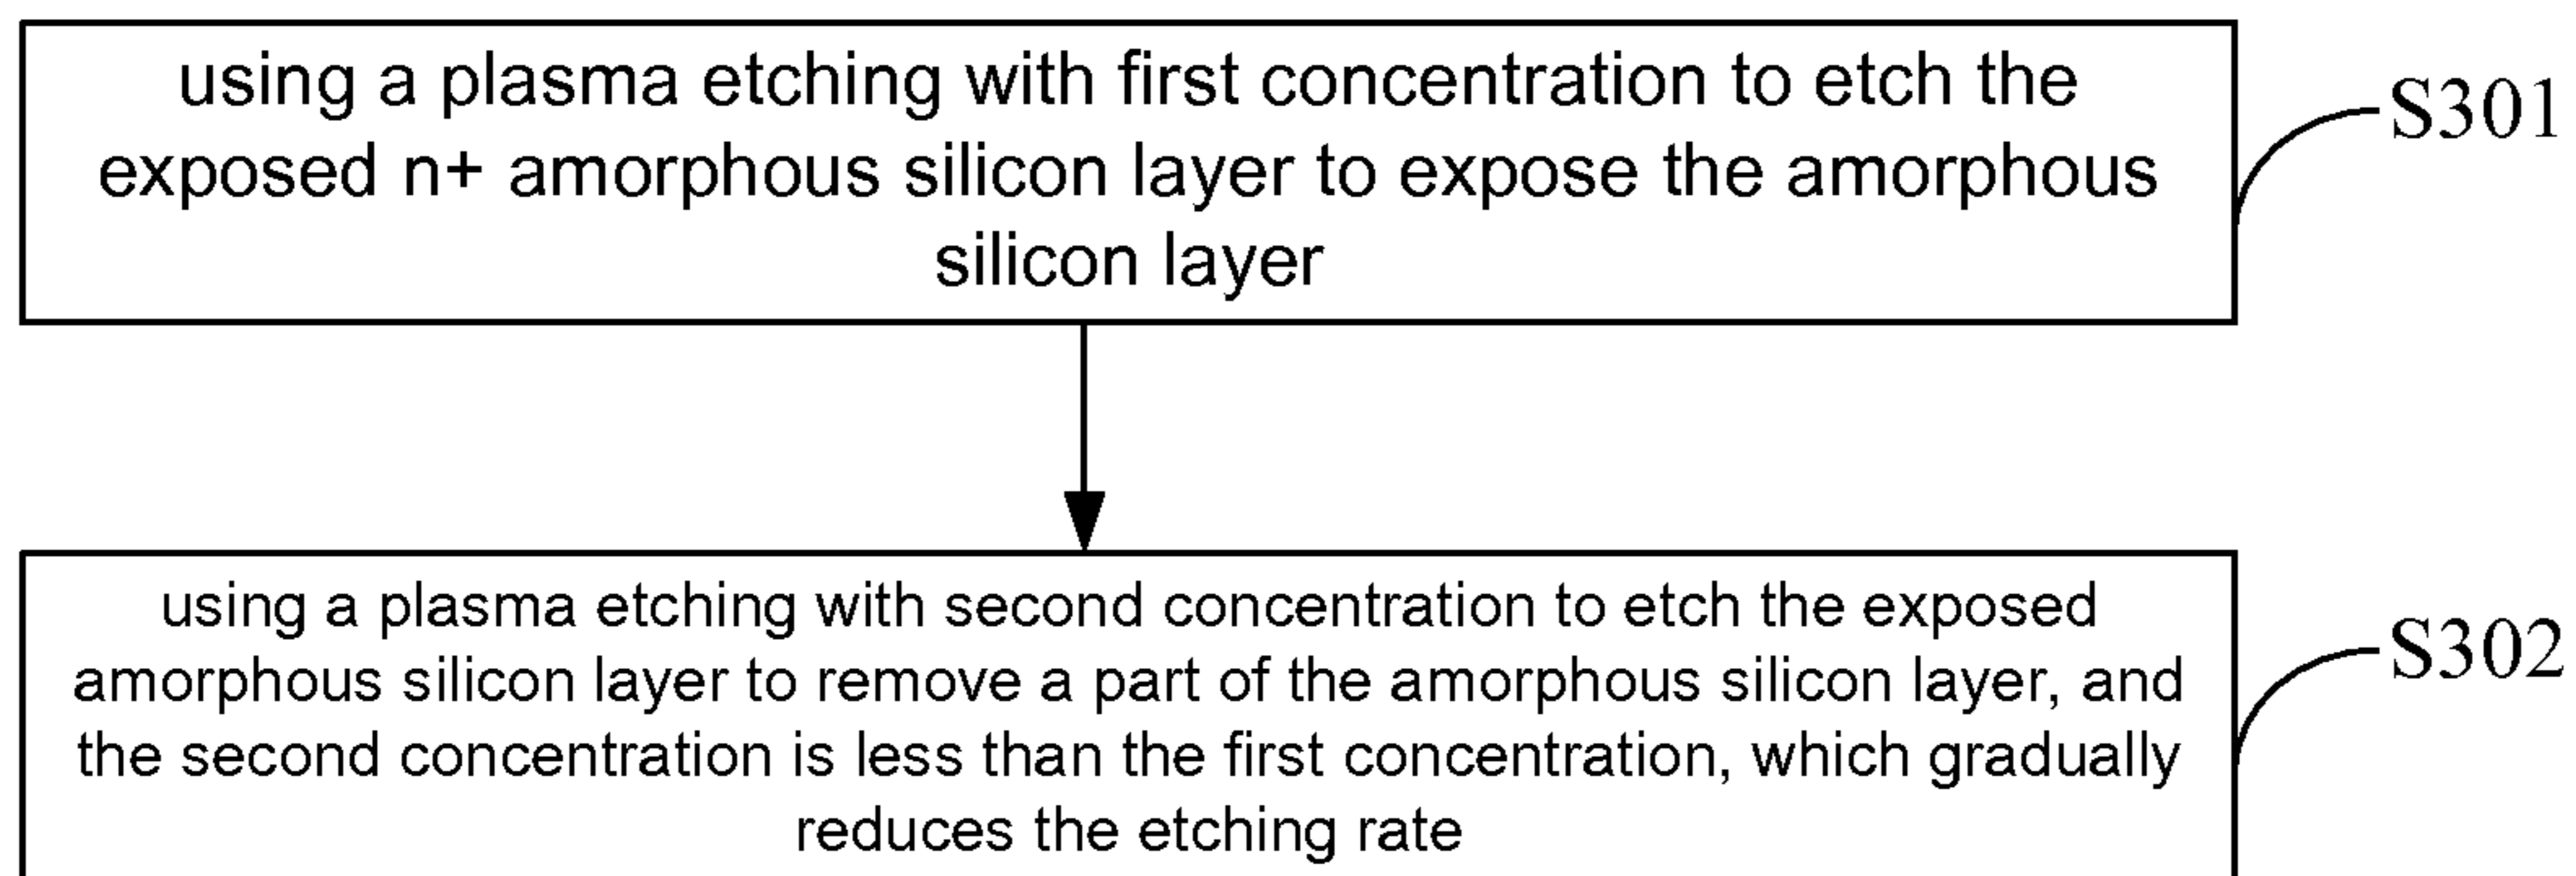 using a plasma etching with first concentration to etch the
exposed n+ amorphous silicon layer to expose the amorphous
silicon layer
S301
using a plasma etching with second concentration to etch the exposed
amorphous silicon layer to remove a part of the amorphous silicon layer, and
the second concentration is less than the first concentration, which gradually
reduces the etching rate
S302